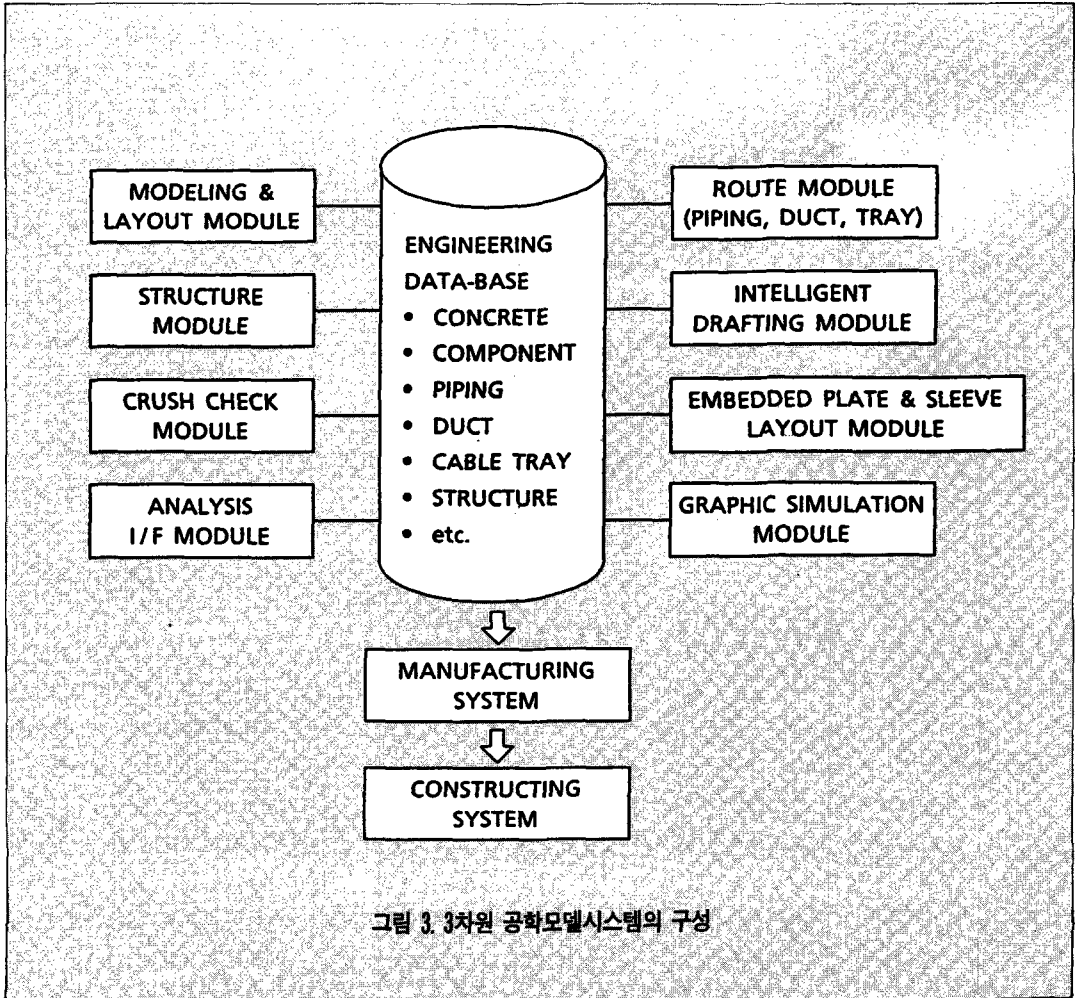 MODELING &
LAYOUT MODULE
STRUCTURE
MODULE
CRUSH CHECK
MODULE
ANALYSIS
I/F MODULE
ENGINEERING
DATA-BASE
• CONCRETE
• COMPONENT
• PIPING
• DUCT
• CABLE TRAY
• STRUCTURE
• etc.
ROUTE MODULE
(PIPING, DUCT, TRAY)
INTELLIGENT
DRAFTING MODULE
EMBEDDED PLATE & SLEEVE
LAYOUT MODULE
GRAPHIC SIMULATION
MODULE
MANUFACTURING
SYSTEM
CONSTRUCTING
SYSTEM
그림 3. 3차원 공학모델시스템의 구성